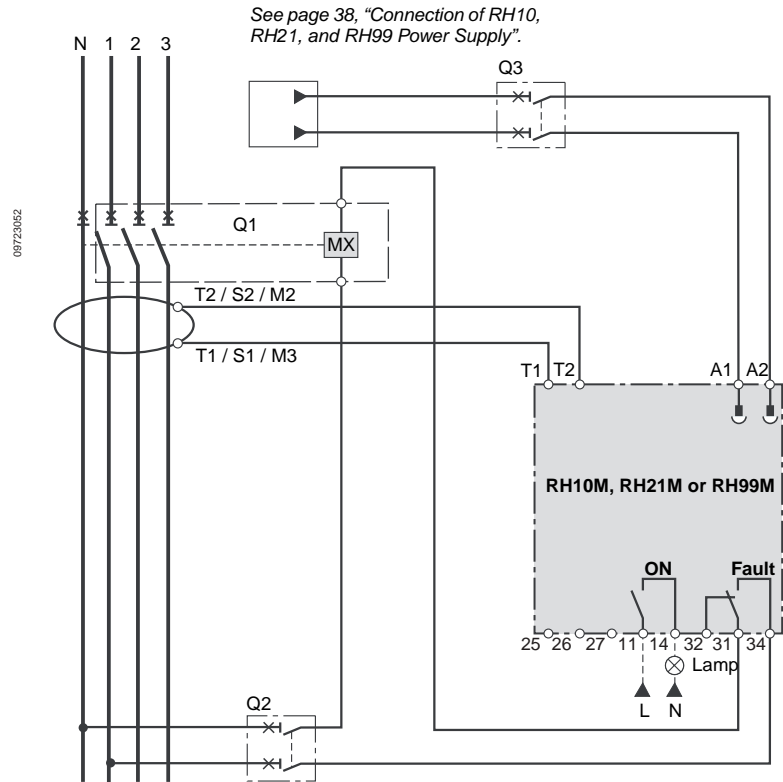 See page 38, “Connection of RH10,
RH21, and RH99 Power Supply”.
N 1 2 3
Q3
09723052
Q1
MX
T2 / S2 / M2
T1 / S1 / M3
T1 T2
A1 A2
RH10M, RH21M or RH99M
ON
Fault
25 26 27 11 14 32 31 34
Lamp
L N
Q2